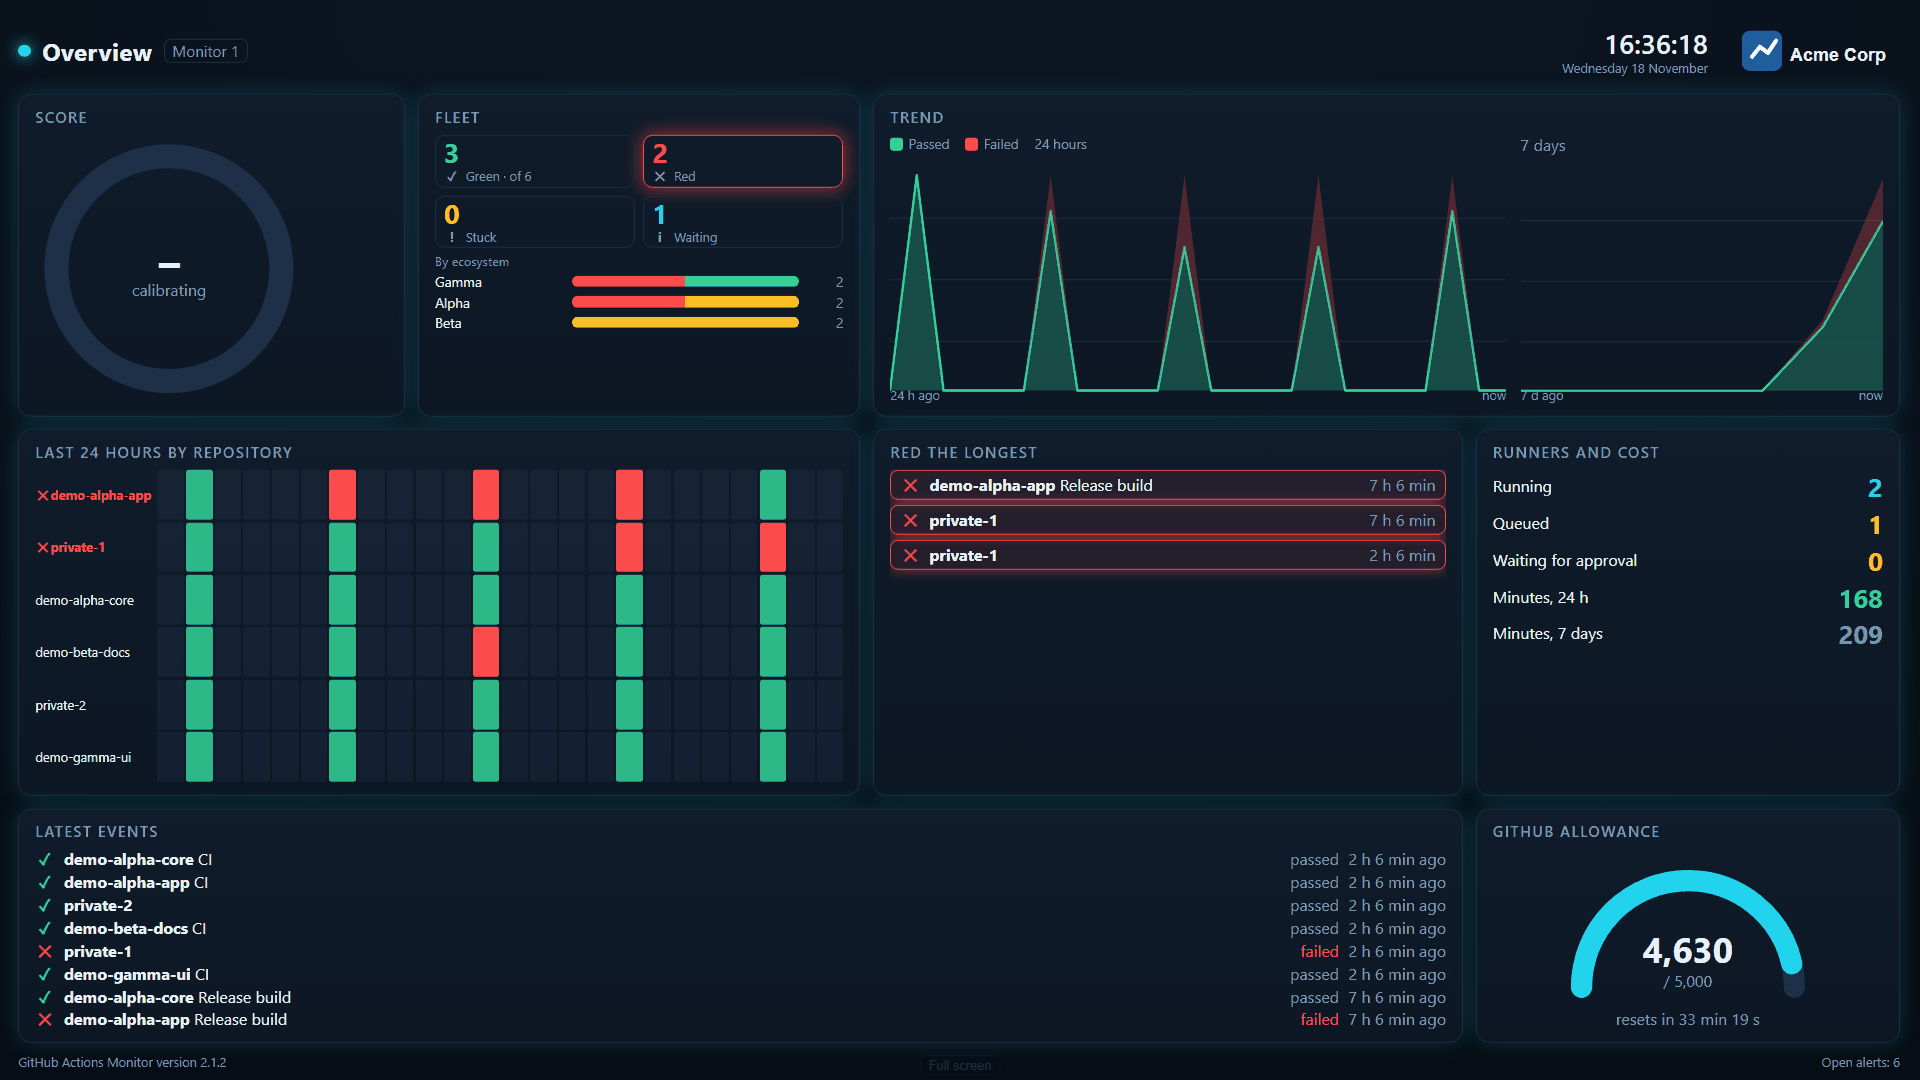 Overview
Monitor 1
16:36:18
Wednesday 18 November
Acme Corp
SCORE
–
calibrating
FLEET
3
Green · of 6
2
Red
0
! Stuck
1
i Waiting
By ecosystem
Gamma 2
Alpha 2
Beta 2
TREND
Passed Failed 24 hours
7 days
24 h ago now
7 d ago now
LAST 24 HOURS BY REPOSITORY
demo-alpha-app
private-1
demo-alpha-core
demo-beta-docs
private-2
demo-gamma-ui
RED THE LONGEST
demo-alpha-app Release build 7 h 6 min
private-1 7 h 6 min
private-1 2 h 6 min
RUNNERS AND COST
Running 2
Queued 1
Waiting for approval 0
Minutes, 24 h 168
Minutes, 7 days 209
LATEST EVENTS
demo-alpha-core CI passed 2 h 6 min ago
demo-alpha-app CI passed 2 h 6 min ago
private-2 passed 2 h 6 min ago
demo-beta-docs CI passed 2 h 6 min ago
private-1 failed 2 h 6 min ago
demo-gamma-ui CI passed 2 h 6 min ago
demo-alpha-core Release build passed 7 h 6 min ago
demo-alpha-app Release build failed 7 h 6 min ago
GITHUB ALLOWANCE
4,630
/ 5,000
resets in 33 min 19 s
GitHub Actions Monitor version 2.1.2
Full screen
Open alerts: 6